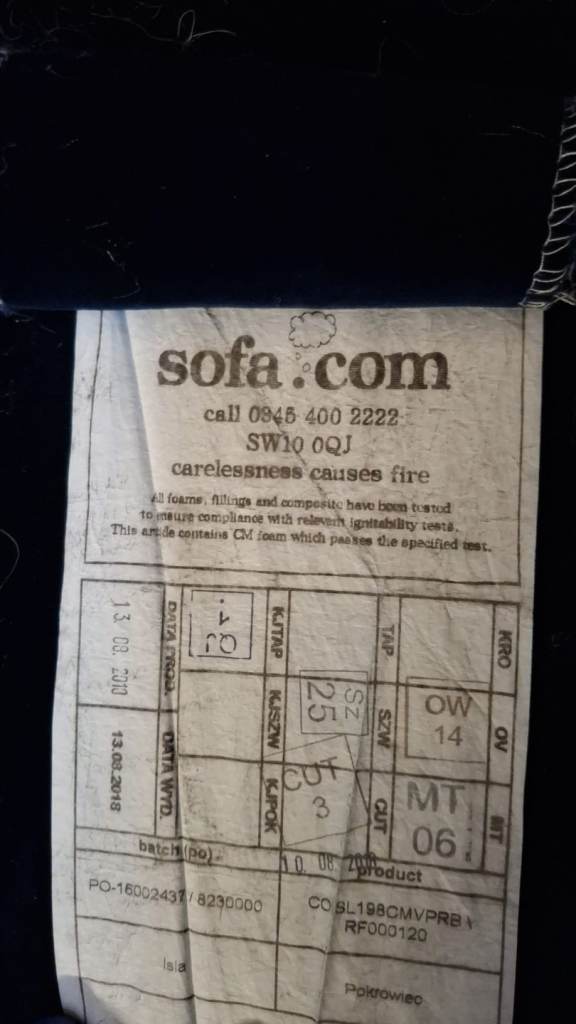 sofa.com
call 0845 400 2222
SW10 0QJ
carelessness causes fire
All foams, fillings and composite have been tested
to ensure compliance with relevant ignitability tests.
This article contains CM foam which passes the specified test.
KRO OV MT
OW
14
MT
06
TAP SZW CUT
SZ
25
CUT
3
10. 08. 2018
KJTAP KJSZW KJPOK
DATA PROD. DATA WYD.
13. 08. 2018
13.08.2018
batch (po)
product
PO-16002437 / 8230000
CO SL198CMVPRB \
RF000120
Isla
Pokrowiec